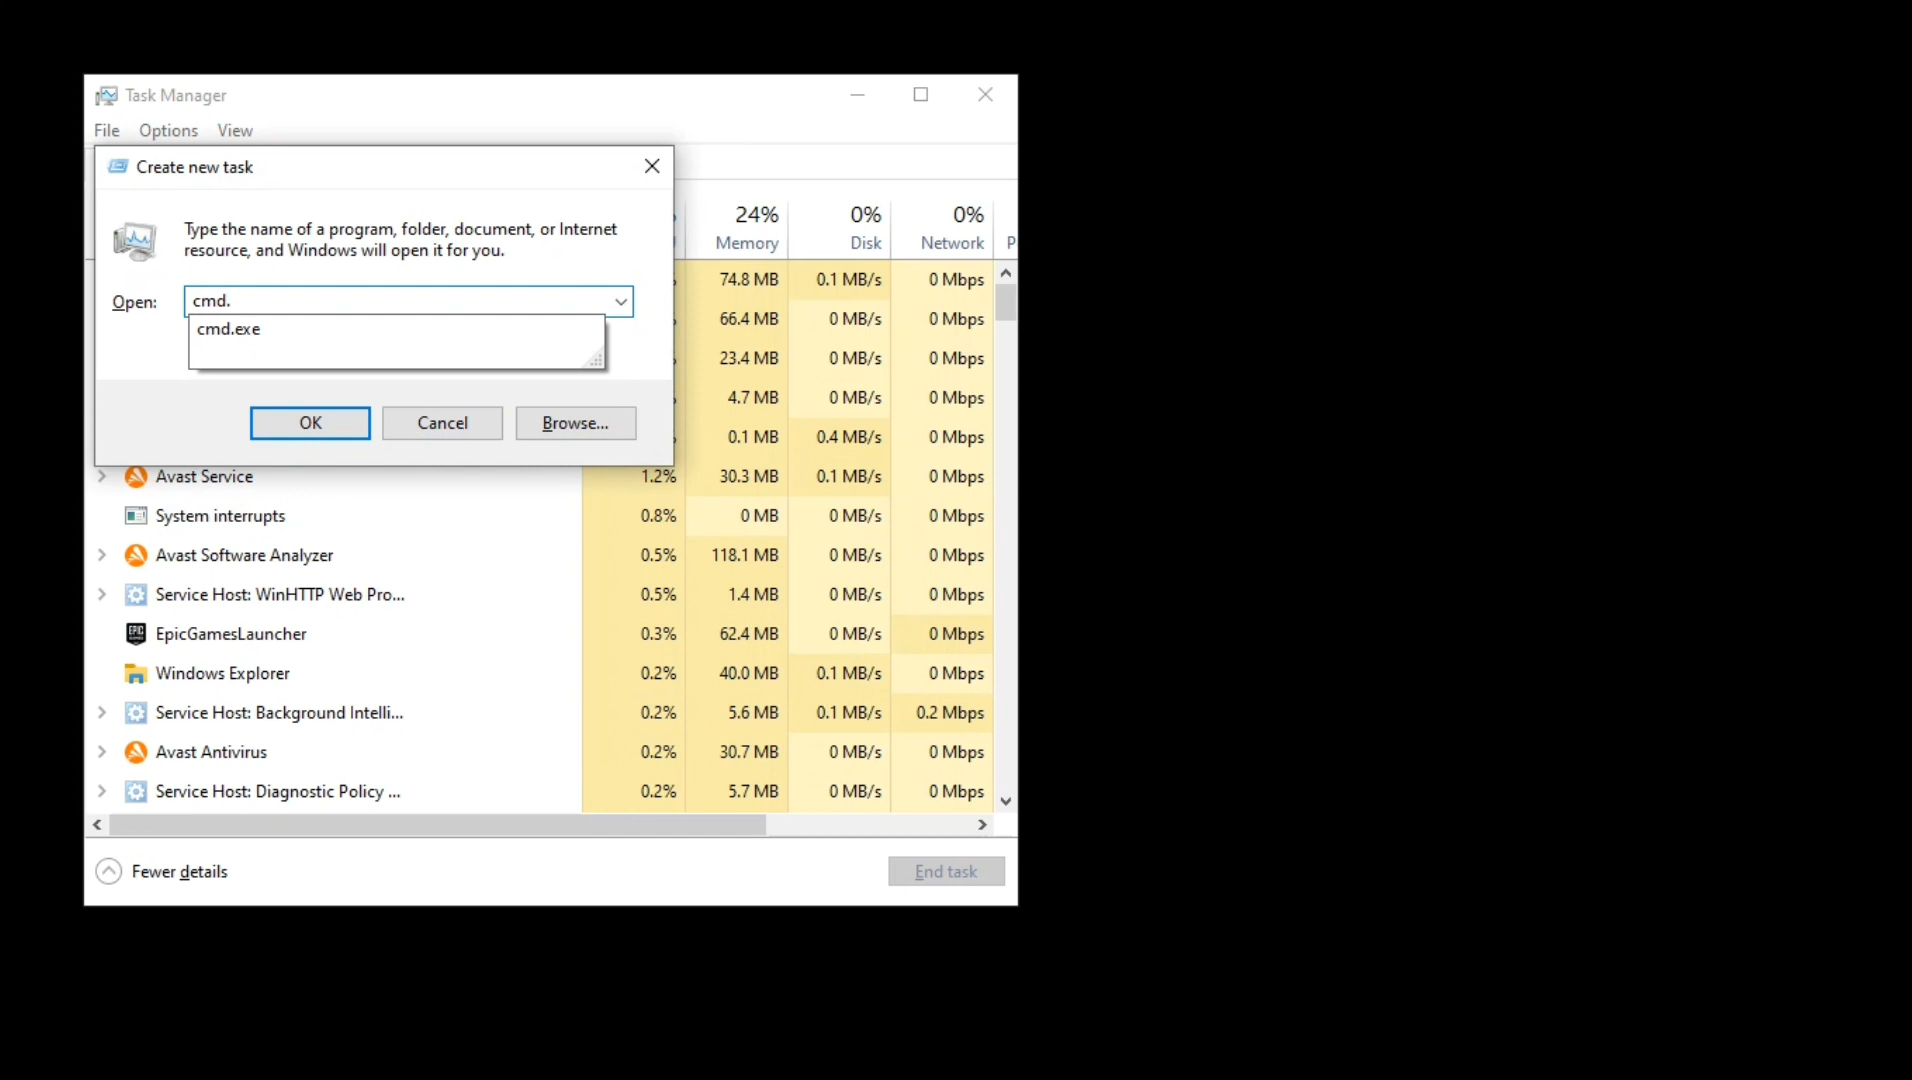 Task Manager
File Options View
Create new task
Type the name of a program, folder, document, or Internet
resource, and Windows will open it for you.
Open: cmd.
cmd.exe
OK Cancel Browse...
24% 0% 0%
Memory Disk Network P
74.8 MB 0.1 MB/s 0 Mbps
66.4 MB 0 MB/s 0 Mbps
23.4 MB 0 MB/s 0 Mbps
4.7 MB 0 MB/s 0 Mbps
0.1 MB 0.4 MB/s 0 Mbps
Avast Service 1.2% 30.3 MB 0.1 MB/s 0 Mbps
System interrupts 0.8% 0 MB 0 MB/s 0 Mbps
Avast Software Analyzer 0.5% 118.1 MB 0 MB/s 0 Mbps
Service Host: WinHTTP Web Pro... 0.5% 1.4 MB 0 MB/s 0 Mbps
EPIC EpicGamesLauncher 0.3% 62.4 MB 0 MB/s 0 Mbps
Windows Explorer 0.2% 40.0 MB 0.1 MB/s 0 Mbps
Service Host: Background Intelli... 0.2% 5.6 MB 0.1 MB/s 0.2 Mbps
Avast Antivirus 0.2% 30.7 MB 0 MB/s 0 Mbps
Service Host: Diagnostic Policy ... 0.2% 5.7 MB 0 MB/s 0 Mbps
Fewer details End task